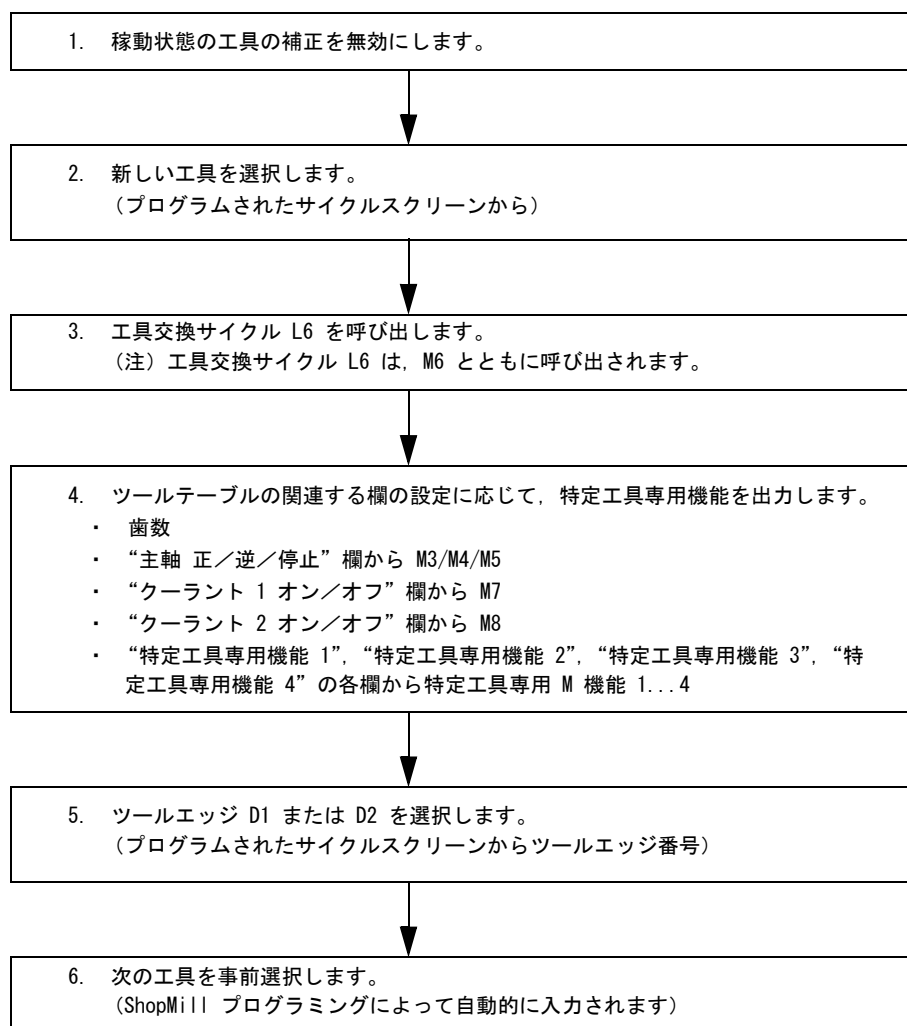 1. 稼動状態の工具の補正を無効にします。
2. 新しい工具を選択します。
（プログラムされたサイクルスクリーンから）
3. 工具交換サイクル L6 を呼び出します。
（注）工具交換サイクル L6 は, M6 とともに呼び出されます。
4. ツールテーブルの関連する欄の設定に応じて, 特定工具専用機能を出力します。
・ 歯数
・ “主軸 正／逆／停止” 欄から M3/M4/M5
・ “クーラント 1 オン／オフ” 欄から M7
・ “クーラント 2 オン／オフ” 欄から M8
・ “特定工具専用機能 1”, “特定工具専用機能 2”, “特定工具専用機能 3”, “特
定工具専用機能 4” の各欄から特定工具専用 M 機能 1...4
5. ツールエッジ D1 または D2 を選択します。
（プログラムされたサイクルスクリーンからツールエッジ番号）
6. 次の工具を事前選択します。
（ShopMill プログラミングによって自動的に入力されます）